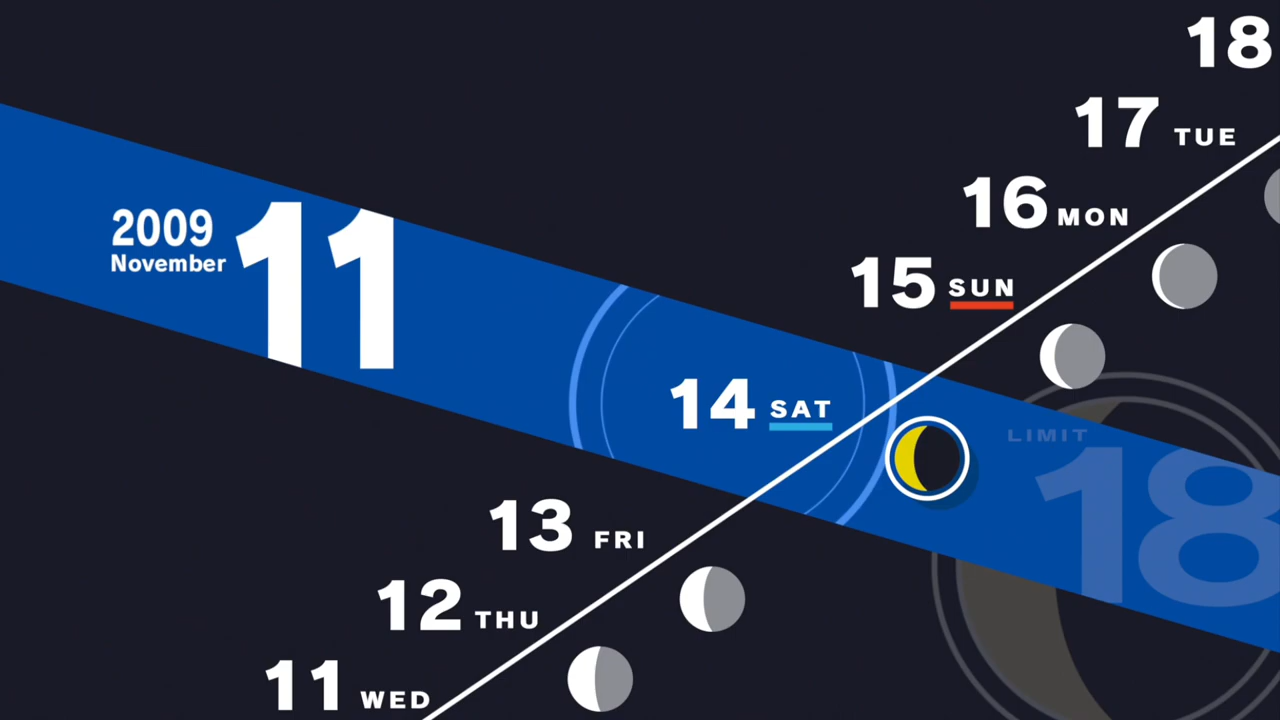 18
17 TUE
16 MON
15 SUN
2009
November
11
14 SAT
LIMIT
18
13 FRI
12 THU
11 WED